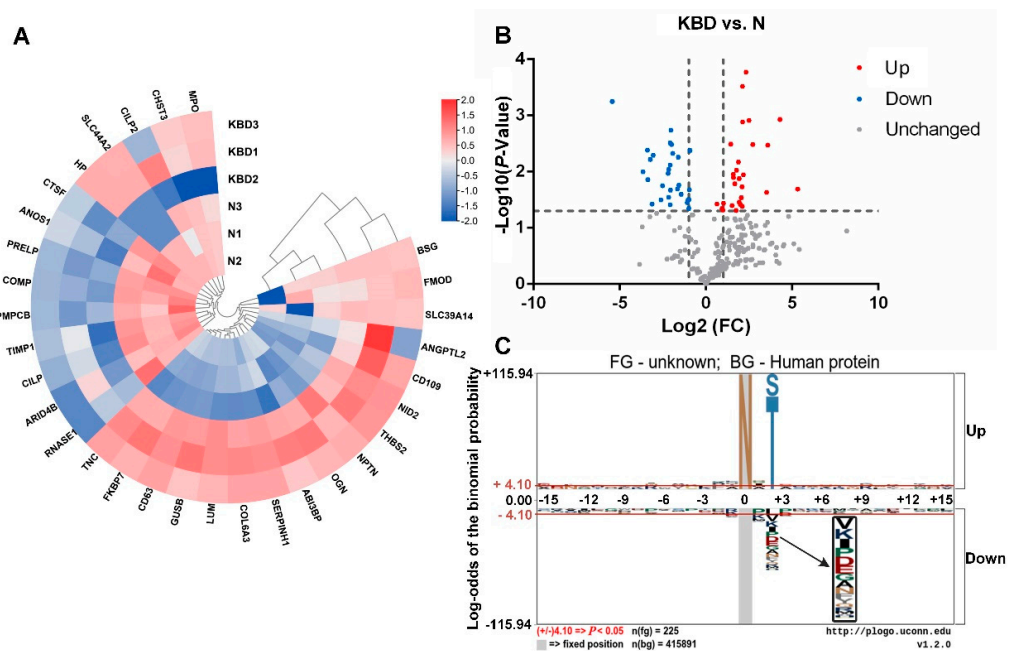 A
MPO
CHST3
CILP2
SLC44A2
HP
CTSF
ANOS1
PRELP
COMP
PMPCB
TIMP1
CILP
ARID4B
RNASE1
TNC
FKBP7
CD63
GUSB
LUM
COL6A3
SERPINH1
ABI3BP
OGN
NPTN
THBS2
NID2
CD109
ANGPTL2
SLC39A14
FMOD
BSG
KBD3
KBD1
KBD2
N3
N1
N2
2.0
1.5
1.0
0.5
0.0
-0.5
-1.0
-1.5
-2.0
B
KBD vs. N
-Log10(P-Value)
4
3
2
1
0
-10 -5 0 5 10
Log2 (FC)
Up
Down
Unchanged
C
FG - unknown; BG - Human protein
Log-odds of the binomial probability
+115.94
+ 4.10
0.00
- 4.10
-115.94
-15 -12 -9 -6 -3 0 +3 +6 +9 +12 +15
N
S
Up
Down
(+/-)4.10 => P < 0.05 n(fg) = 225
=> fixed position n(bg) = 415891
http://plogo.uconn.edu
v1.2.0